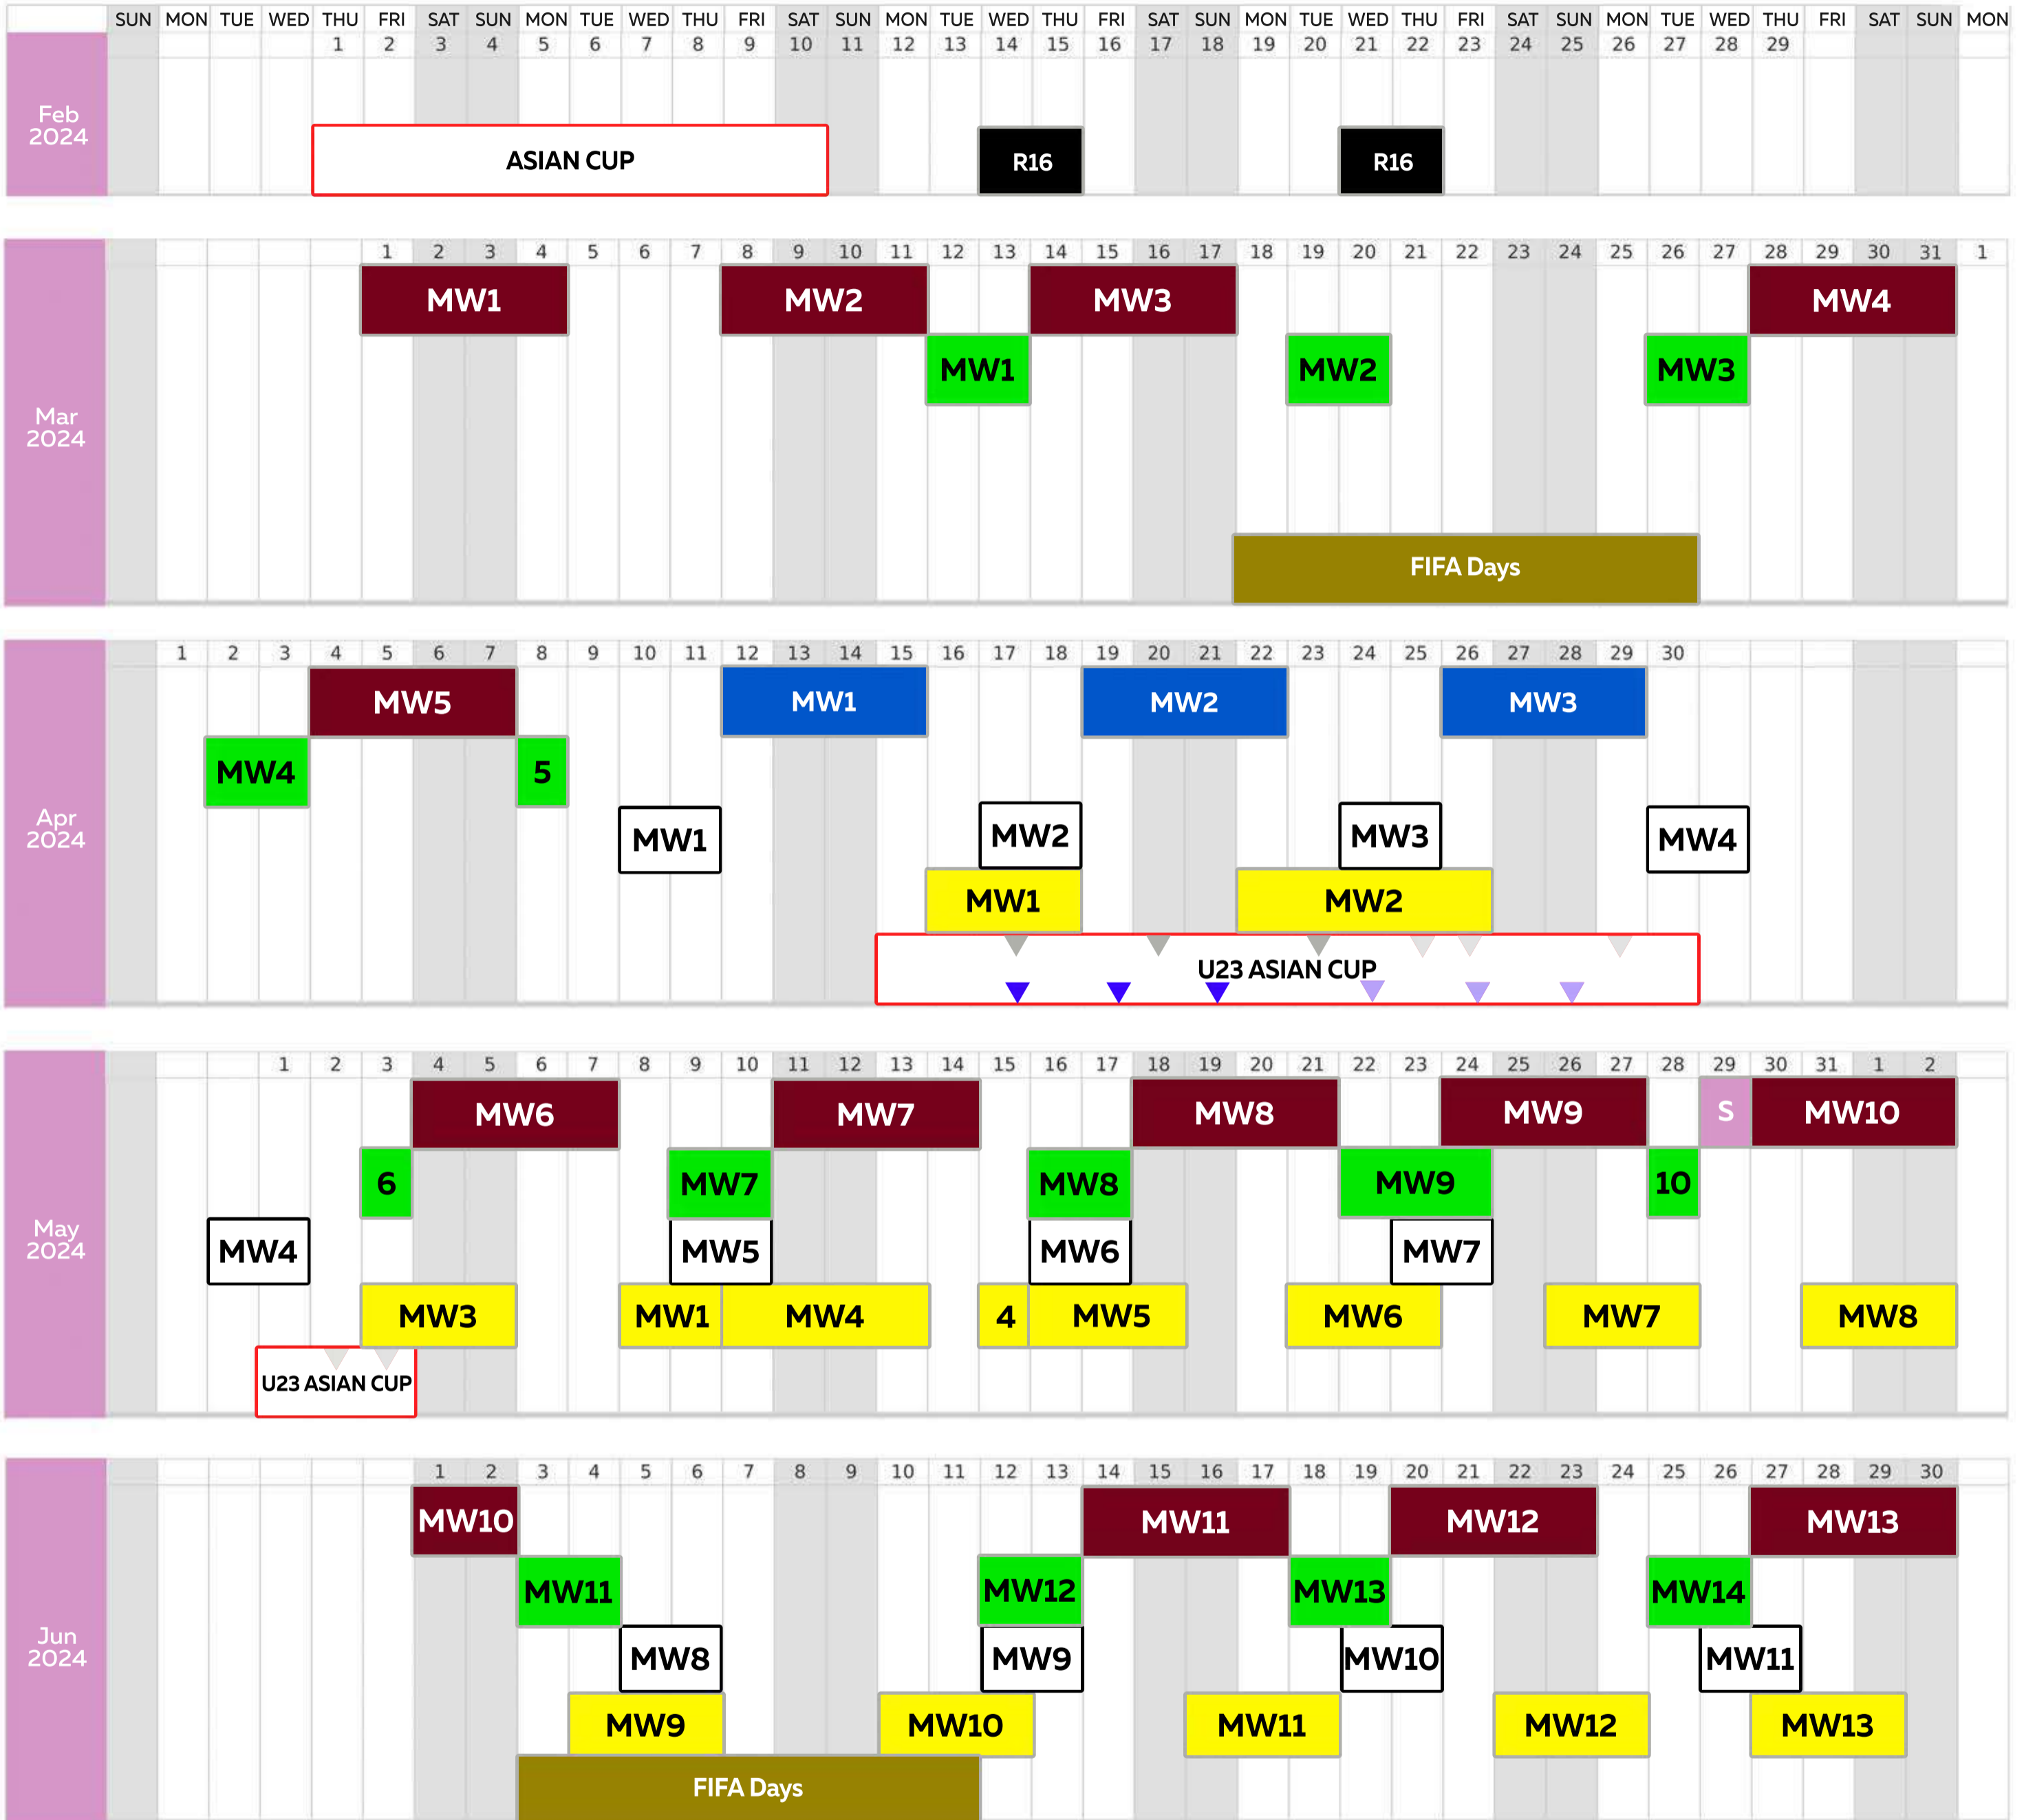 SUN MON TUE WED THU FRI SAT SUN MON TUE WED THU FRI SAT SUN MON TUE WED THU FRI SAT SUN MON TUE WED THU FRI SAT SUN MON TUE WED THU FRI SAT SUN MON
1 2 3 4 5 6 7 8 9 10 11 12 13 14 15 16 17 18 19 20 21 22 23 24 25 26 27 28 29
Feb
2024
ASIAN CUP R16 R16
1 2 3 4 5 6 7 8 9 10 11 12 13 14 15 16 17 18 19 20 21 22 23 24 25 26 27 28 29 30 31 1
MW1 MW2 MW3 MW4
MW1 MW2 MW3
Mar
2024
FIFA Days
1 2 3 4 5 6 7 8 9 10 11 12 13 14 15 16 17 18 19 20 21 22 23 24 25 26 27 28 29 30
MW5 MW1 MW2 MW3
MW4 5
Apr
2024
MW1 MW2 MW3 MW4
MW1 MW2
U23 ASIAN CUP
1 2 3 4 5 6 7 8 9 10 11 12 13 14 15 16 17 18 19 20 21 22 23 24 25 26 27 28 29 30 31 1 2
MW6 MW7 MW8 MW9 S MW10
6 MW7 MW8 MW9 10
May
2024
MW4 MW5 MW6 MW7
MW3 MW1 MW4 4 MW5 MW6 MW7 MW8
U23 ASIAN CUP
1 2 3 4 5 6 7 8 9 10 11 12 13 14 15 16 17 18 19 20 21 22 23 24 25 26 27 28 29 30
MW10 MW11 MW12 MW13
MW11 MW12 MW13 MW14
Jun
2024
MW8 MW9 MW10 MW11
MW9 MW10 MW11 MW12 MW13
FIFA Days